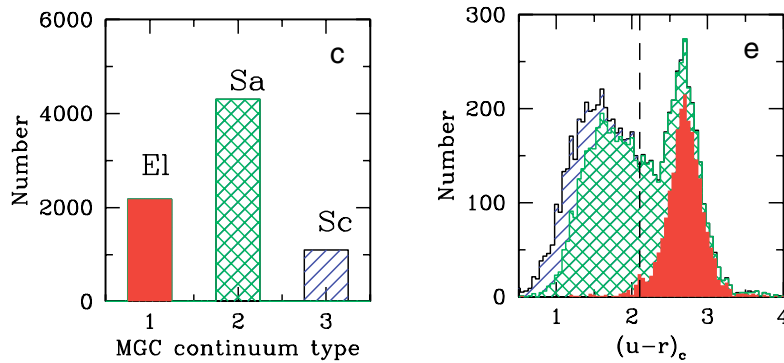 6000
4000
2000
0
Number
c
El
Sa
Sc
1 2 3
MGC continuum type
300
200
100
0
Number
e
1 2 3 4
(u−r)c